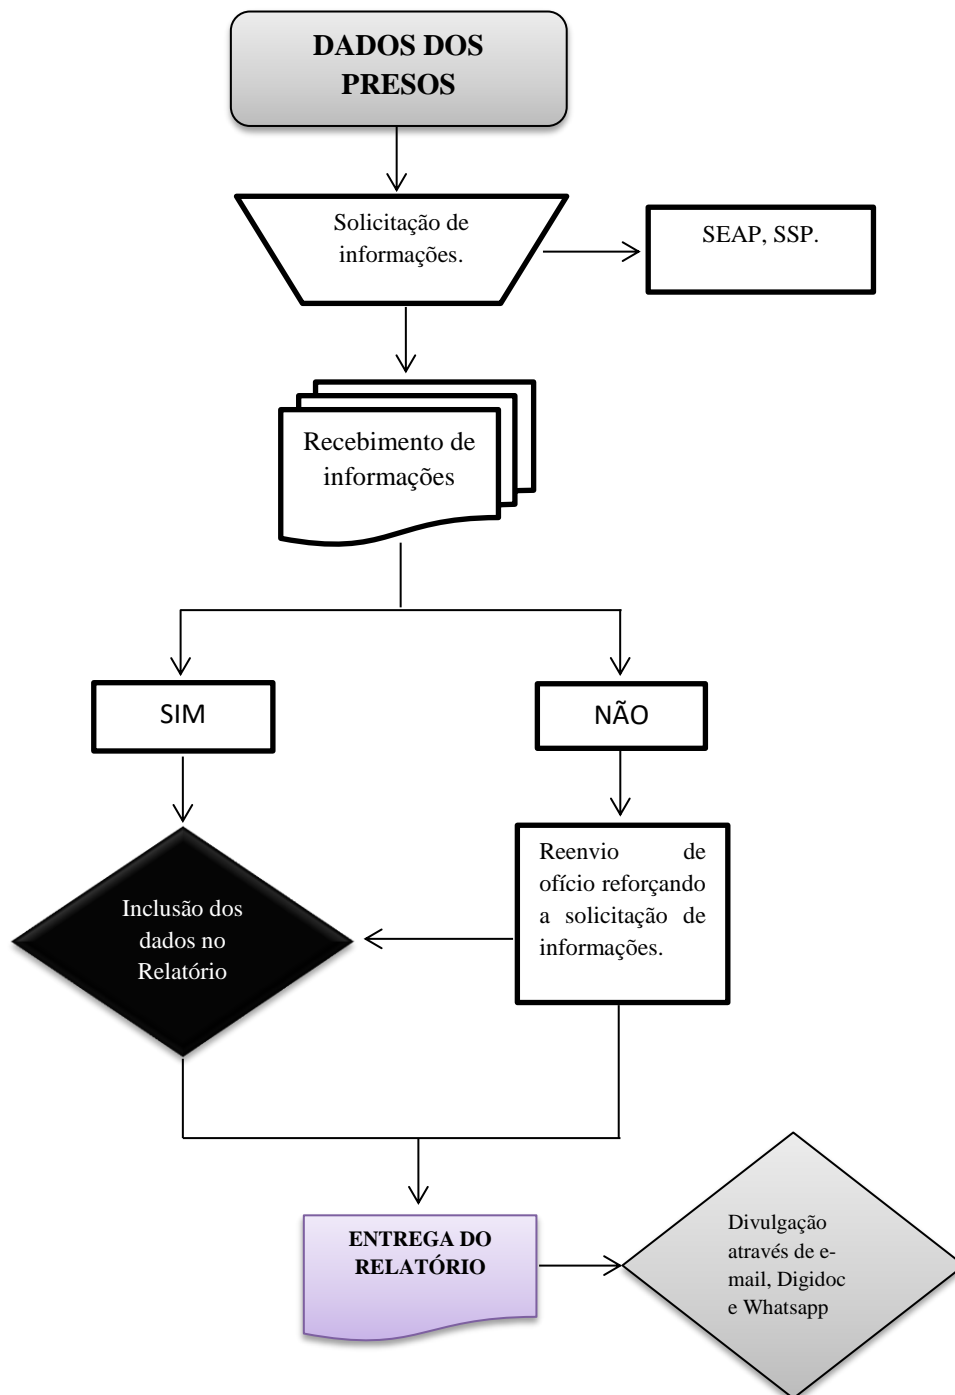 DADOS DOS
PRESOS
Solicitação de
informações.
SEAP, SSP.
Recebimento de
informações
SIM
NÃO
Inclusão dos
dados no
Relatório
Reenvio de
ofício reforçando
a solicitação de
informações.
ENTREGA DO
RELATÓRIO
Divulgação
através de e-
mail, Digidoc
e Whatsapp